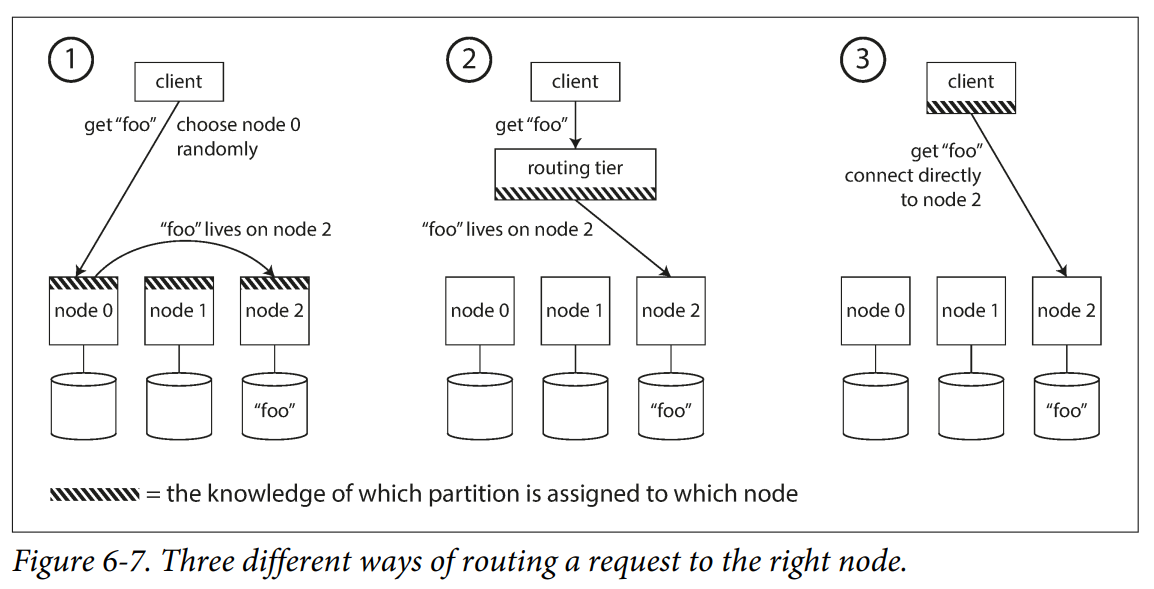 1
client
get “foo”
choose node 0
randomly
“foo” lives on node 2
node 0
node 1
node 2
“foo”
2
client
get “foo”
routing tier
“foo” lives on node 2
node 0
node 1
node 2
“foo”
3
client
get “foo”
connect directly
to node 2
node 0
node 1
node 2
“foo”
= the knowledge of which partition is assigned to which node
Figure 6-7. Three different ways of routing a request to the right node.